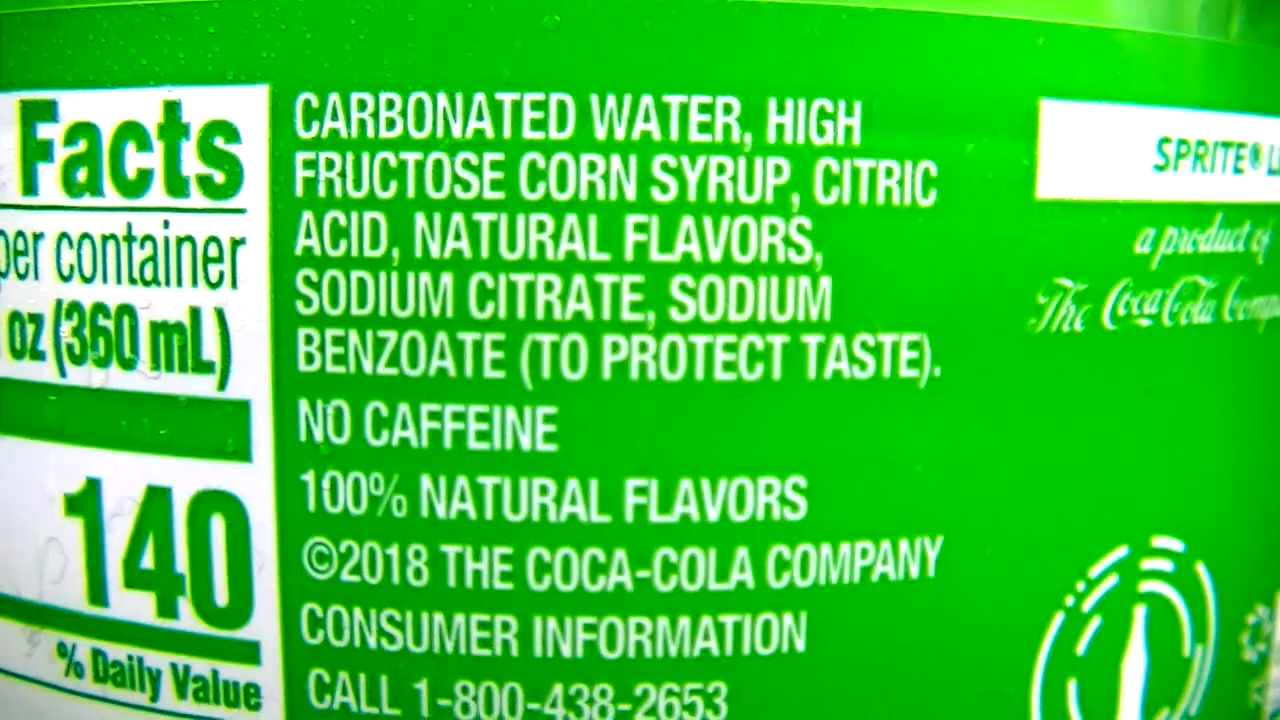 Facts
per container
oz (360 mL)
140
% Daily Value
CARBONATED WATER, HIGH
FRUCTOSE CORN SYRUP, CITRIC
ACID, NATURAL FLAVORS,
SODIUM CITRATE, SODIUM
BENZOATE (TO PROTECT TASTE).
NO CAFFEINE
100% NATURAL FLAVORS
©2018 THE COCA-COLA COMPANY
CONSUMER INFORMATION
CALL 1-800-438-2653
SPRITE®
a product of
The Coca-Cola